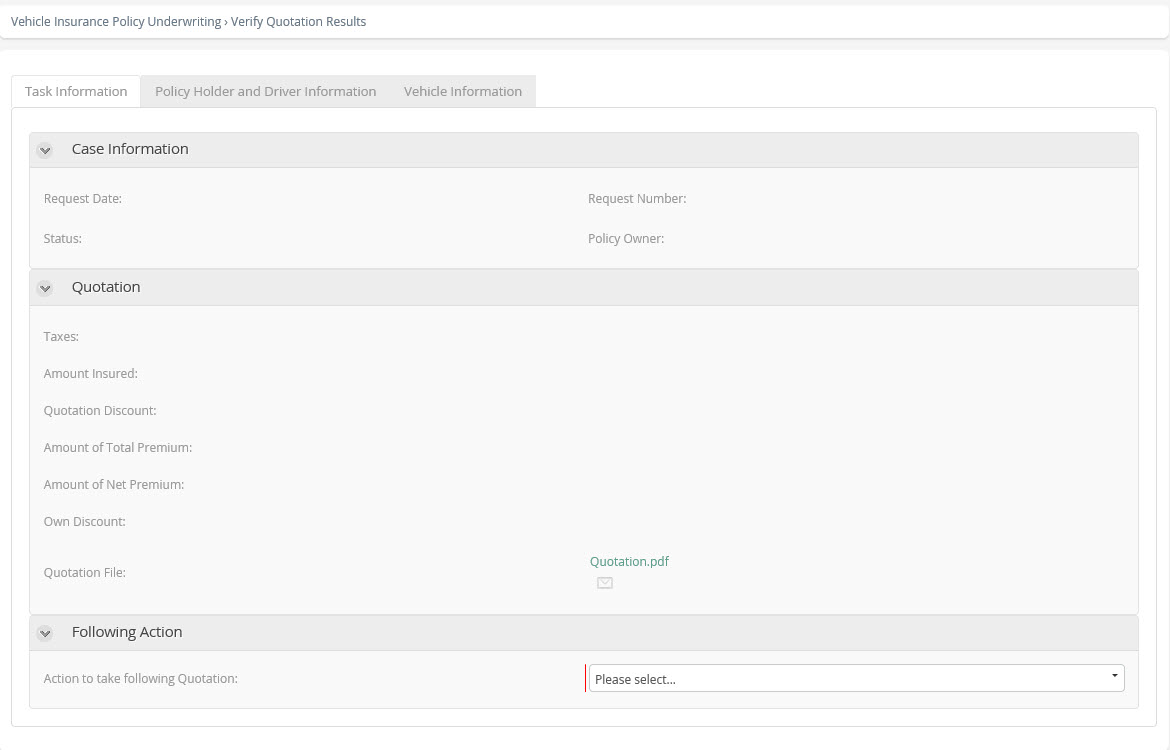 Vehicle Insurance Policy Underwriting › Verify Quotation Results
Task Information Policy Holder and Driver Information Vehicle Information
Case Information
Request Date: Request Number:
Status: Policy Owner:
Quotation
Taxes:
Amount Insured:
Quotation Discount:
Amount of Total Premium:
Amount of Net Premium:
Own Discount:
Quotation.pdf
Quotation File:
Following Action
Action to take following Quotation: Please select...